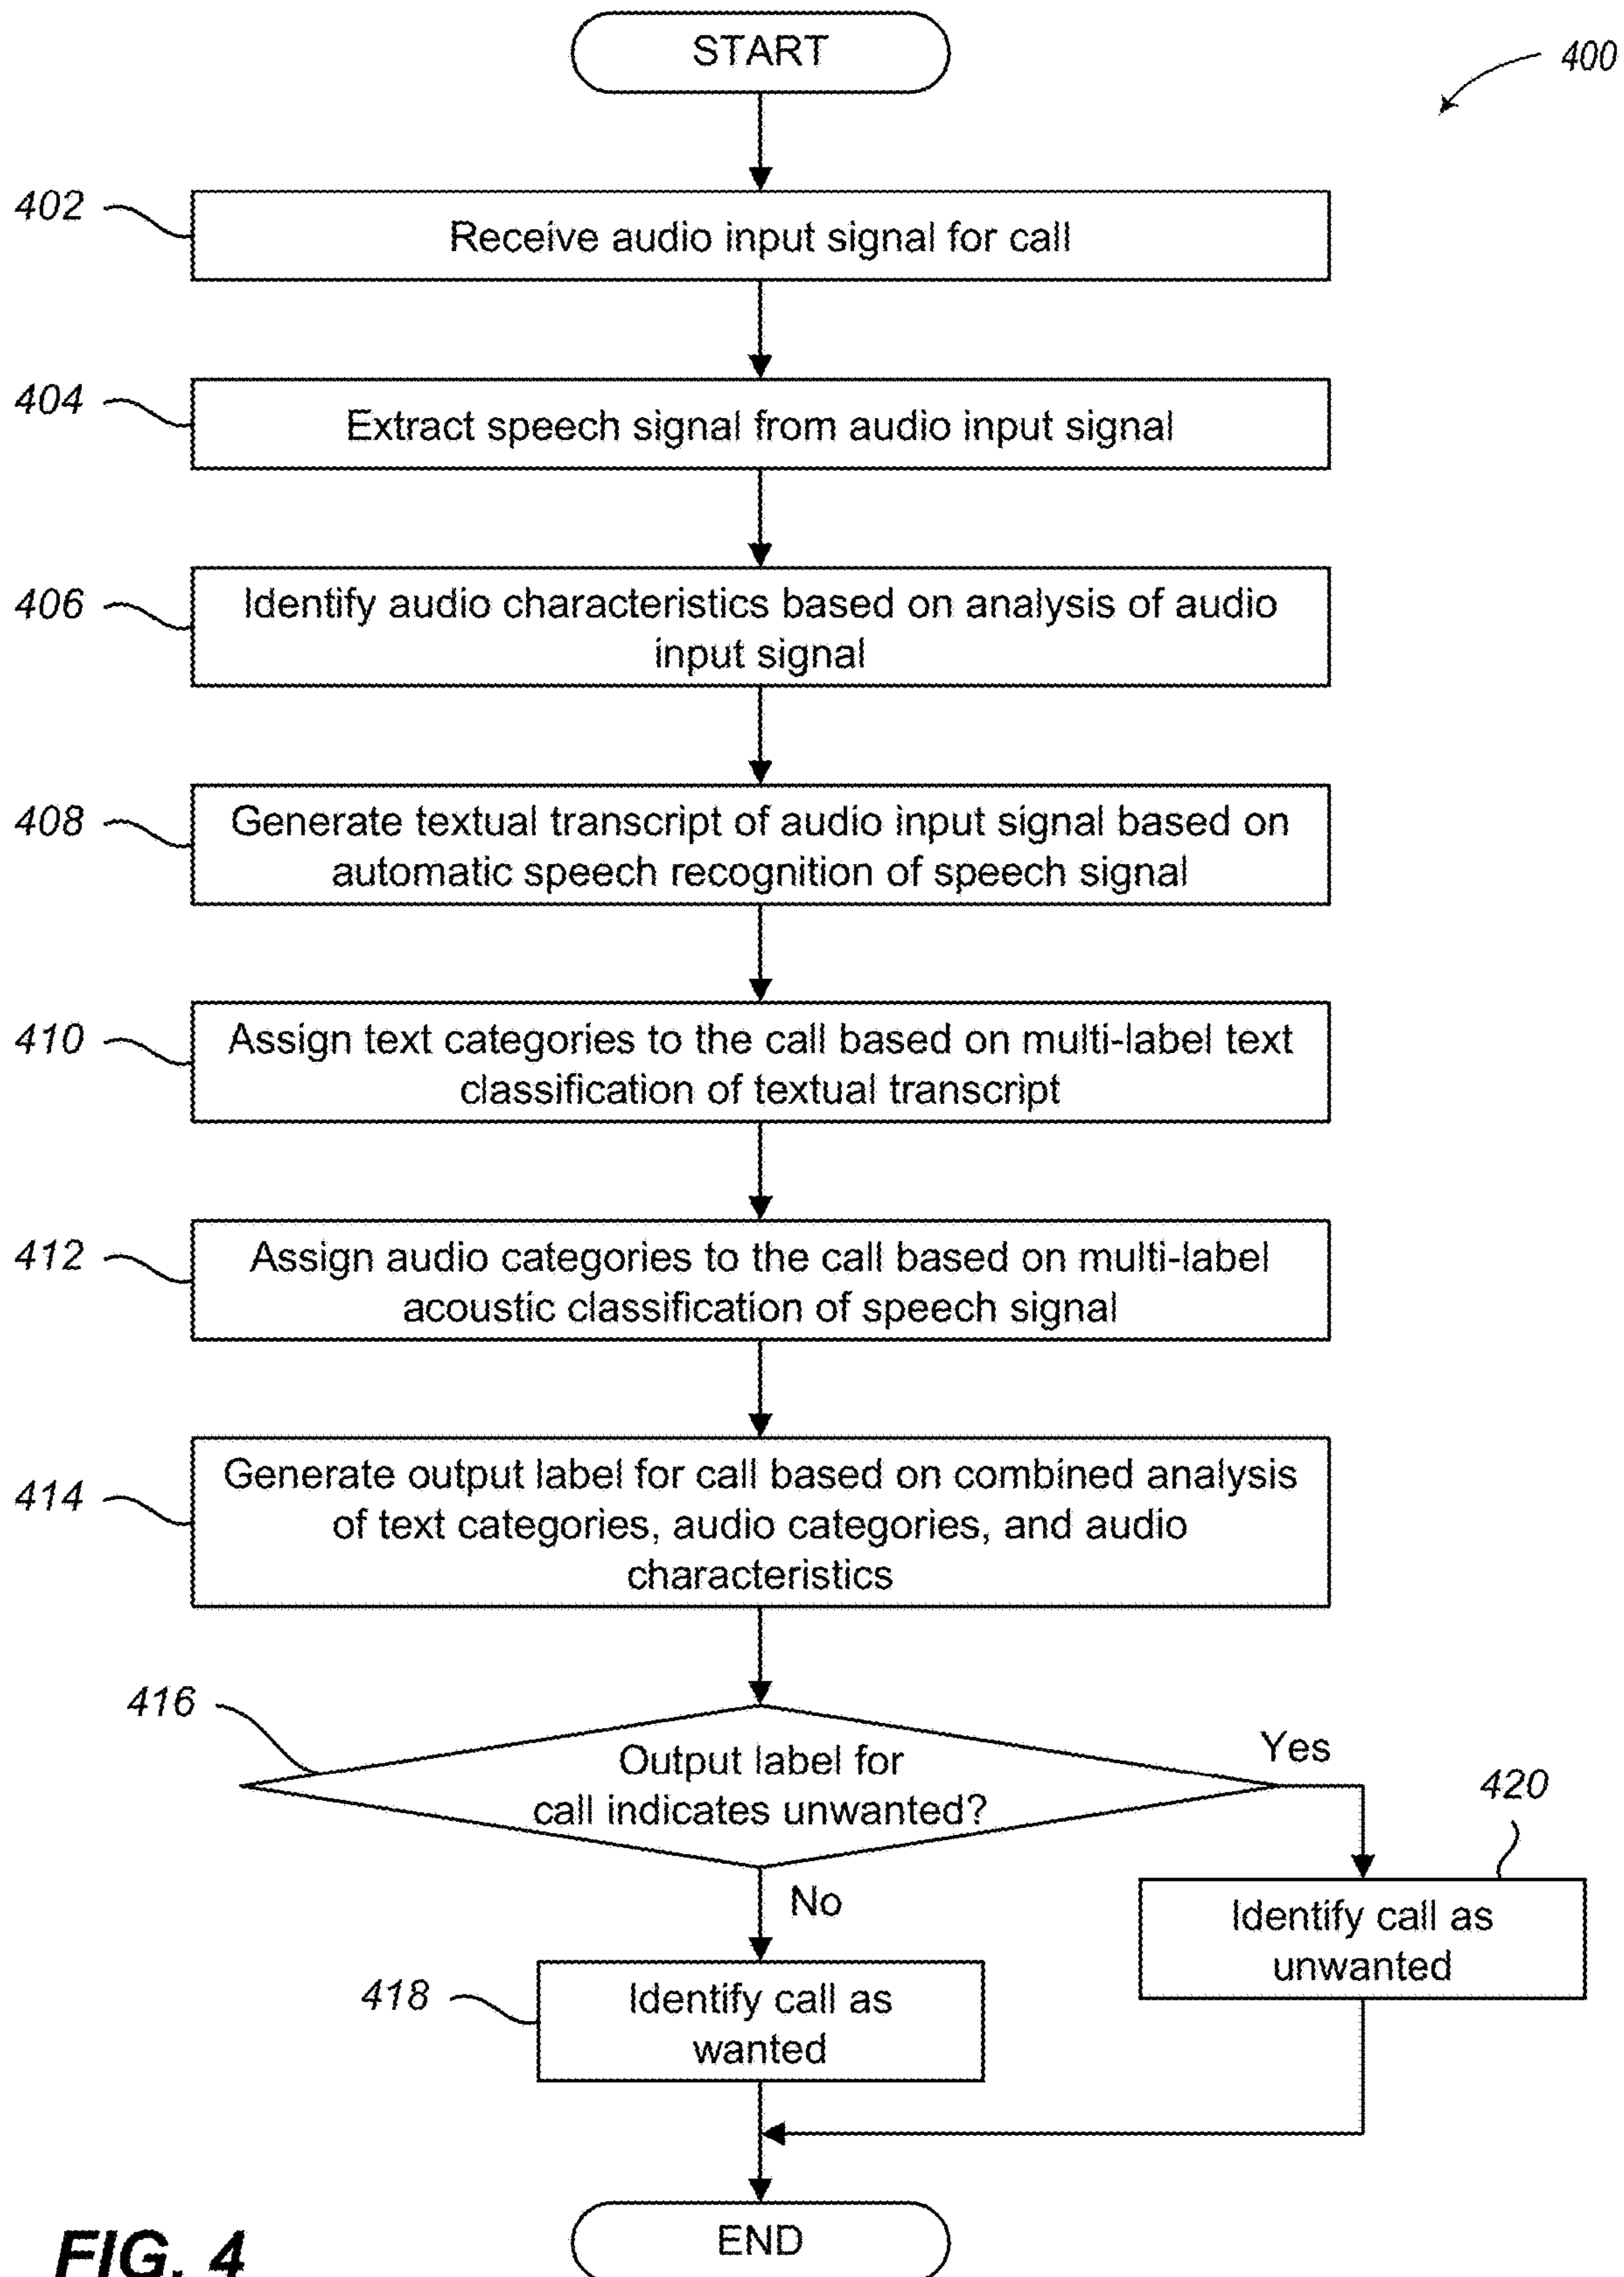 START
400
402
Receive audio input signal for call
404
Extract speech signal from audio input signal
406
Identify audio characteristics based on analysis of audio
input signal
408
Generate textual transcript of audio input signal based on
automatic speech recognition of speech signal
410
Assign text categories to the call based on multi-label text
classification of textual transcript
412
Assign audio categories to the call based on multi-label
acoustic classification of speech signal
414
Generate output label for call based on combined analysis
of text categories, audio categories, and audio
characteristics
416
Output label for
call indicates unwanted?
Yes
420
Identify call as
unwanted
No
418
Identify call as
wanted
END
FIG. 4